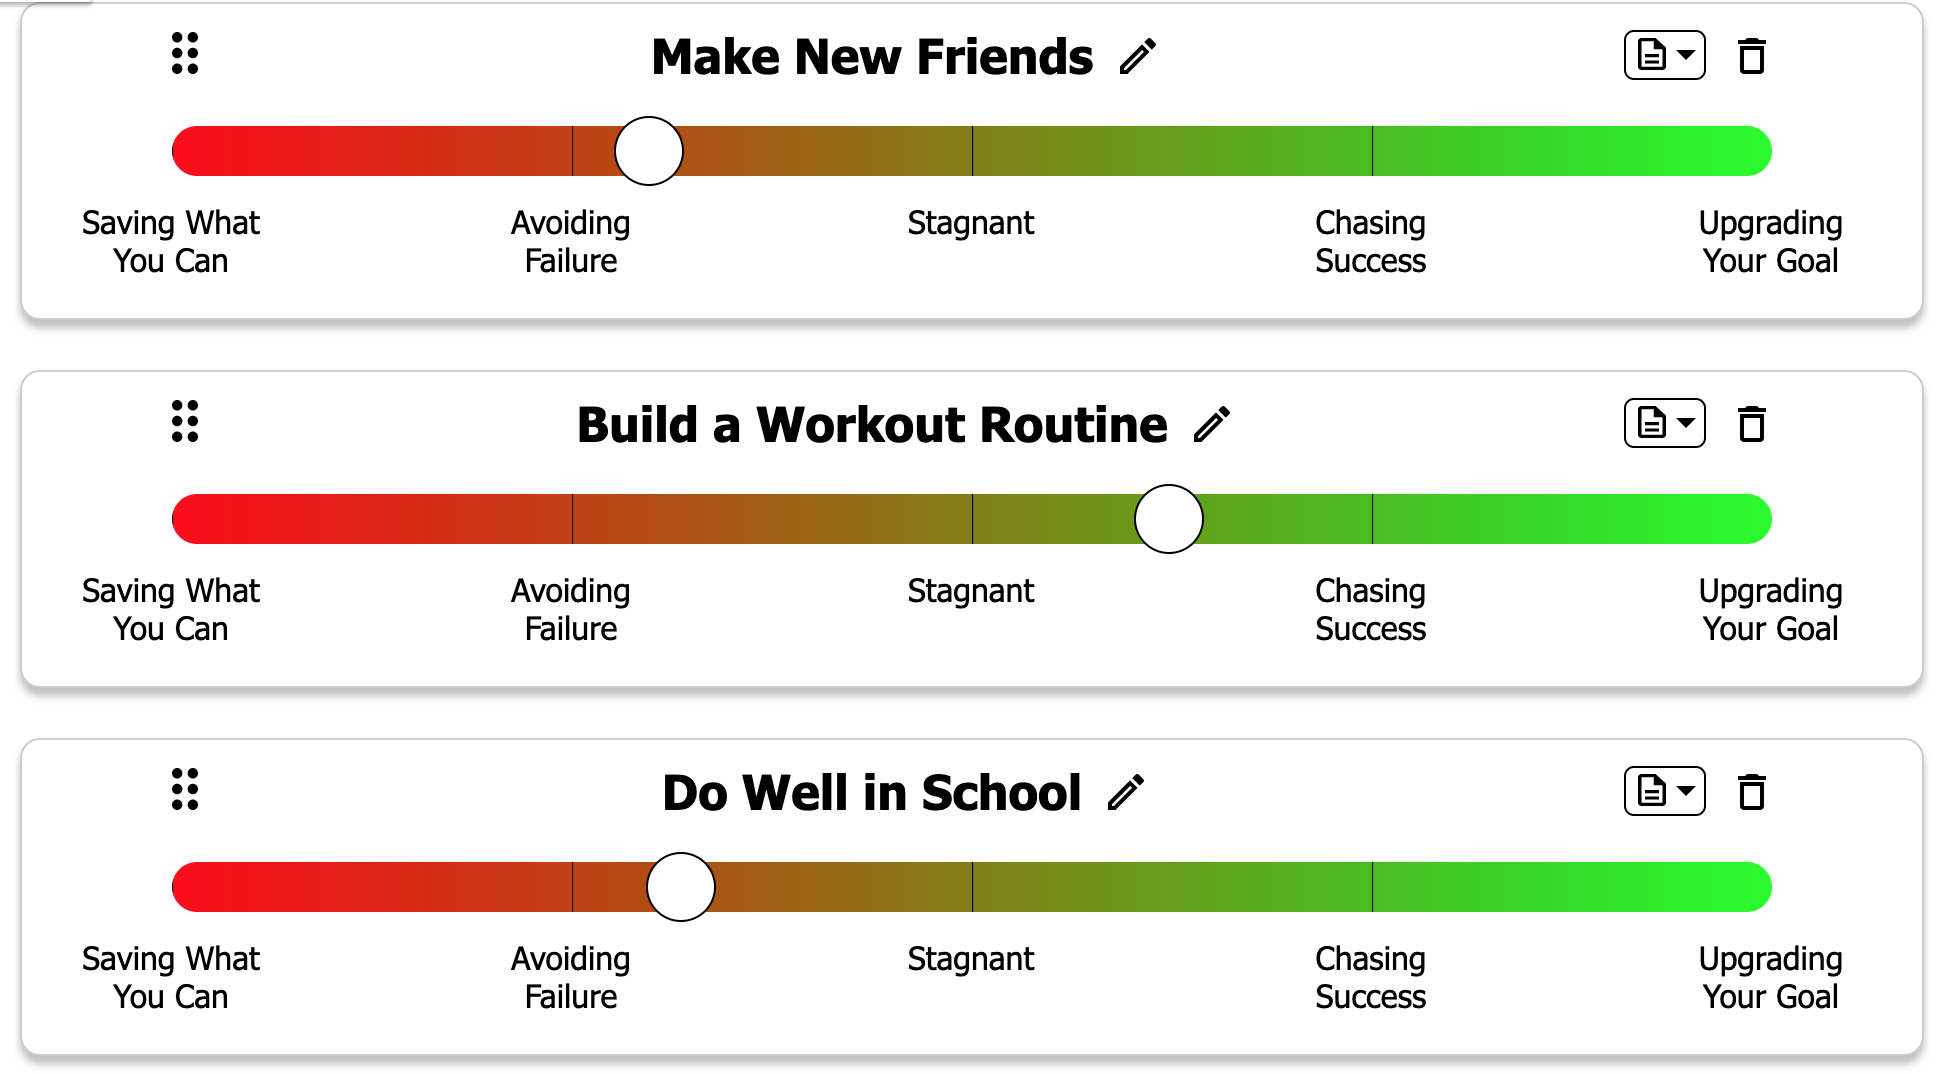 Make New Friends
Saving What
You Can
Avoiding
Failure
Stagnant
Chasing
Success
Upgrading
Your Goal
Build a Workout Routine
Saving What
You Can
Avoiding
Failure
Stagnant
Chasing
Success
Upgrading
Your Goal
Do Well in School
Saving What
You Can
Avoiding
Failure
Stagnant
Chasing
Success
Upgrading
Your Goal